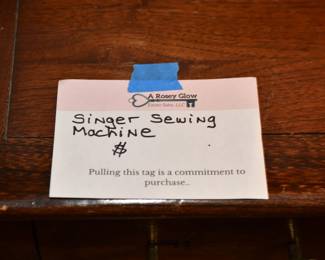 A Rosey Glow
Estate Sales, LLC
Singer Sewing
Machine
$
Pulling this tag is a commitment to
purchase..